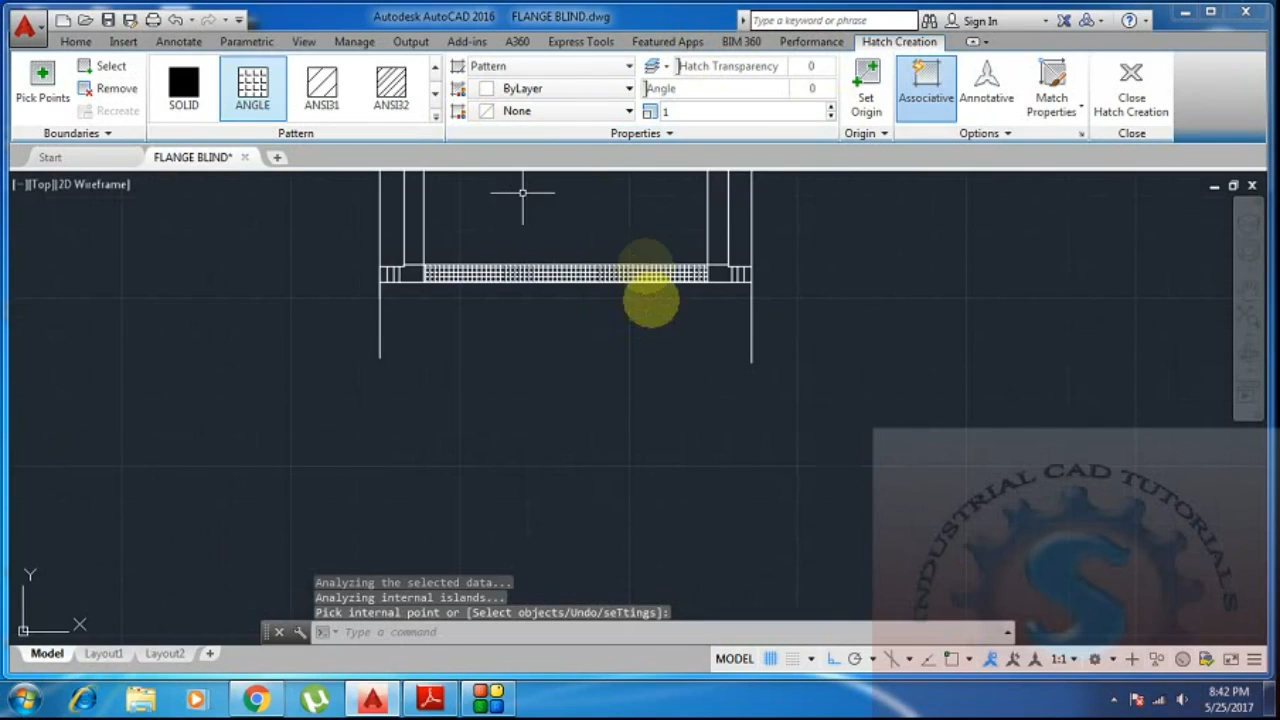 Autodesk AutoCAD 2016 FLANGE BLIND.dwg
Type a keyword or phrase
Sign In
Home Insert Annotate Parametric View Manage Output Add-ins A360 Express Tools Featured Apps BIM 360 Performance Hatch Creation
Pick Points
Select
Remove
Recreate
Boundaries
SOLID ANGLE ANSI31 ANSI32
Pattern
Pattern
ByLayer
None
Hatch Transparency 0
Angle 0
1
Properties
Set
Origin
Origin
Associative Annotative Match
Properties
Options
Close
Hatch Creation
Close
Start FLANGE BLIND*
[−][Top][2D Wireframe]
INDUSTRIAL CAD TUTORIALS
S
Y
X
Analyzing the selected data...
Analyzing internal islands...
Pick internal point or [Select objects/Undo/seTtings]:
Type a command
Model Layout1 Layout2
MODEL
1:1
8:42 PM
5/25/2017